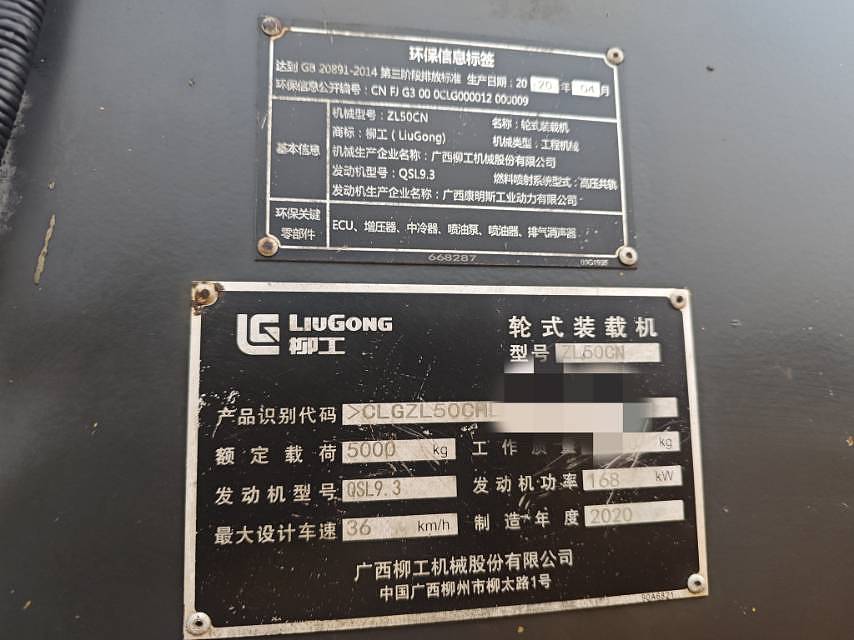 环保信息标签
达到 GB 20891-2014 第三阶段排放标准 生产日期：20 20 年 04 月
环保信息公开编号：CN FJ G3 00 0CLG000012 000009
基本信息
机械型号：ZL50CN 名称：轮式装载机
商标：柳工（LiuGong） 机械类型：工程机械
机械生产企业名称：广西柳工机械股份有限公司
发动机型号：QSL9.3 燃料喷射系统型式：高压共轨
发动机生产企业名称：广西康明斯工业动力有限公司
环保关键零部件
ECU、增压器、中冷器、喷油泵、喷油器、排气消声器
668287
LG LIUGONG 柳工
轮式装载机
型号 ZL50CN
产品识别代码 >CLGZL50CHL
额定载荷 5000 kg 工作质量 kg
发动机型号 QSL9.3 发动机功率 168 kW
最大设计车速 36 km/h 制造年度 2020
广西柳工机械股份有限公司
中国广西柳州市柳太路1号